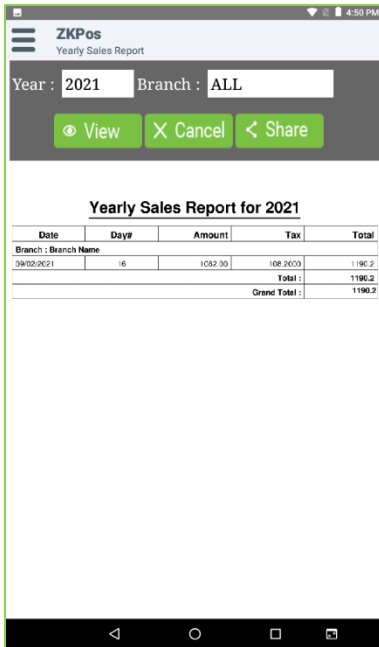 4:50 PM
ZKPos
Yearly Sales Report
Year : 2021 Branch : ALL
View Cancel Share
Yearly Sales Report for 2021
Date Day# Amount Tax Total
Branch : Branch Name
09/02/2021 16 1082.00 108.2000 1190.2
Total : 1190.2
Grend Total : 1190.2